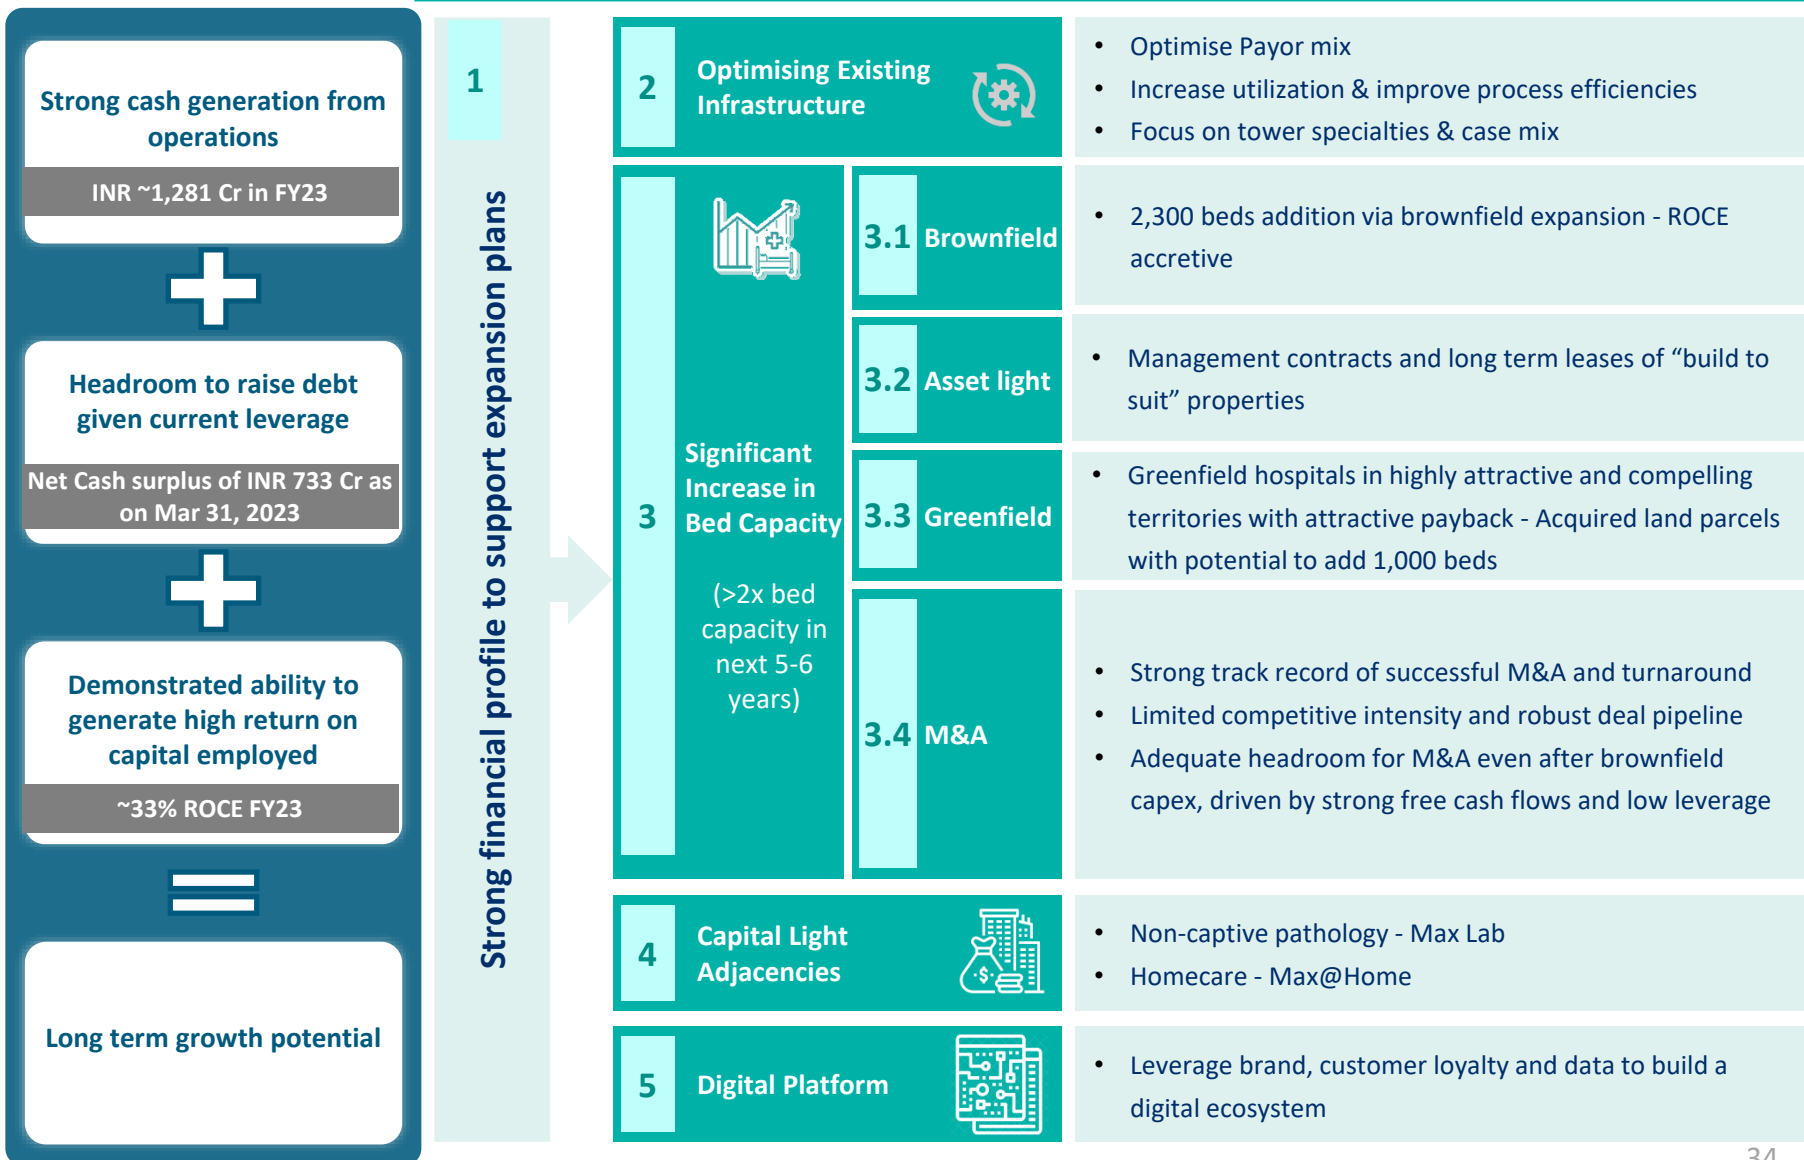 Strong cash generation from
operations
INR ~1,281 Cr in FY23
Headroom to raise debt
given current leverage
Net Cash surplus of INR 733 Cr as
on Mar 31, 2023
Demonstrated ability to
generate high return on
capital employed
~33% ROCE FY23
Long term growth potential
1
Strong financial profile to support expansion plans
2
Optimising Existing
Infrastructure
• Optimise Payor mix
• Increase utilization & improve process efficiencies
• Focus on tower specialties & case mix
3
Significant
Increase in
Bed Capacity
(>2x bed
capacity in
next 5-6
years)
3.1 Brownfield
• 2,300 beds addition via brownfield expansion - ROCE
accretive
3.2 Asset light
• Management contracts and long term leases of “build to
suit” properties
3.3 Greenfield
• Greenfield hospitals in highly attractive and compelling
territories with attractive payback - Acquired land parcels
with potential to add 1,000 beds
3.4 M&A
• Strong track record of successful M&A and turnaround
• Limited competitive intensity and robust deal pipeline
• Adequate headroom for M&A even after brownfield
capex, driven by strong free cash flows and low leverage
4
Capital Light
Adjacencies
• Non-captive pathology - Max Lab
• Homecare - Max@Home
5
Digital Platform
• Leverage brand, customer loyalty and data to build a
digital ecosystem
34